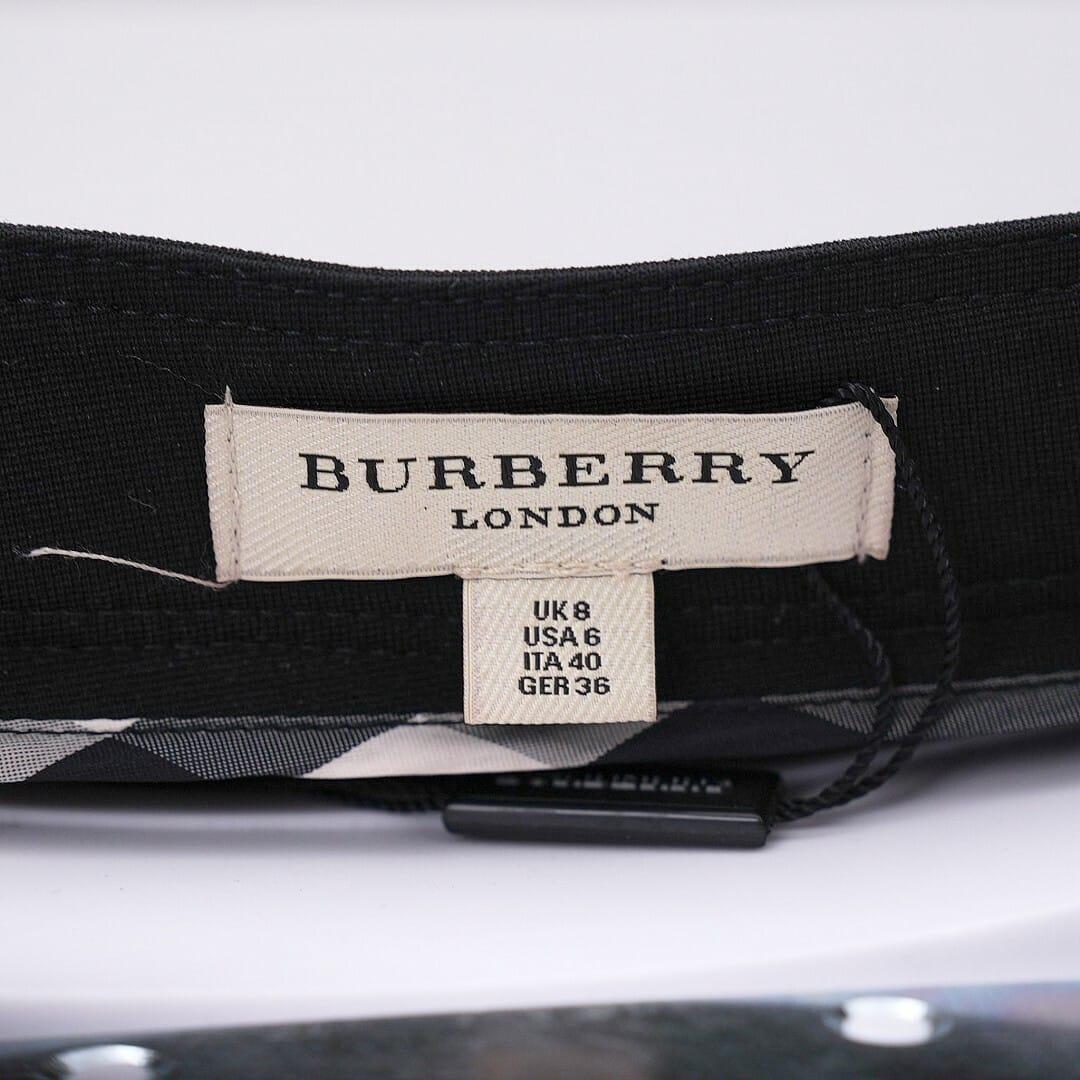 BURBERRY
LONDON
UK 8
USA 6
ITA 40
GER 36